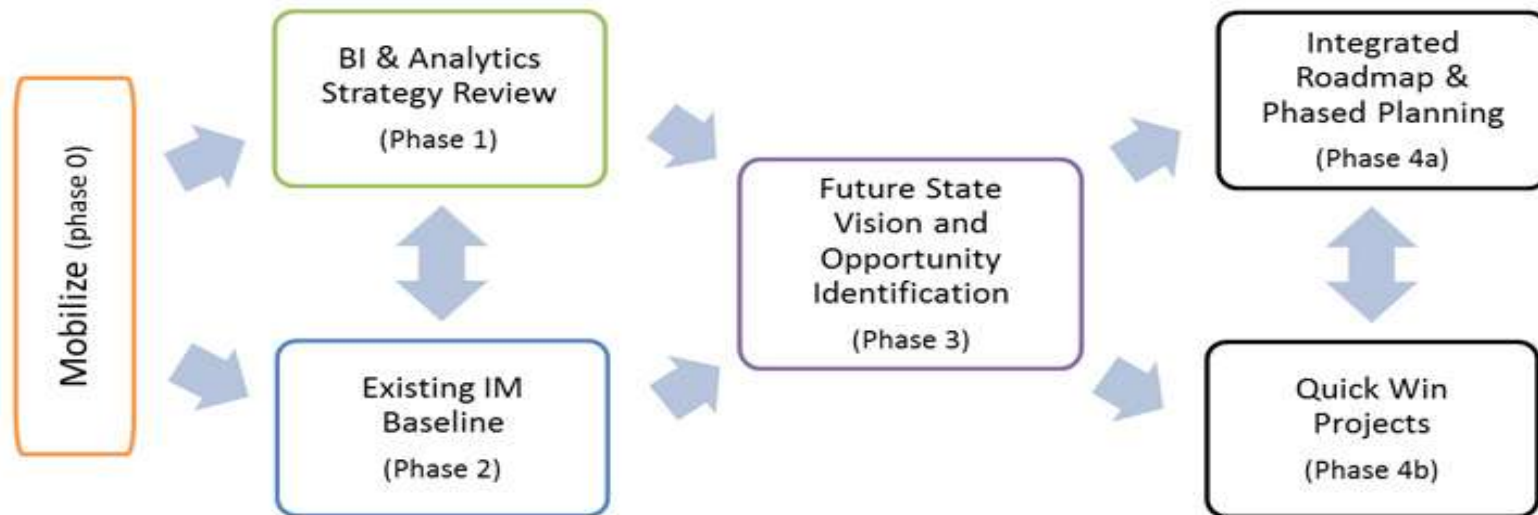 Mobilize (phase 0)
BI & Analytics
Strategy Review
(Phase 1)
Existing IM
Baseline
(Phase 2)
Future State
Vision and
Opportunity
Identification
(Phase 3)
Integrated
Roadmap &
Phased Planning
(Phase 4a)
Quick Win
Projects
(Phase 4b)